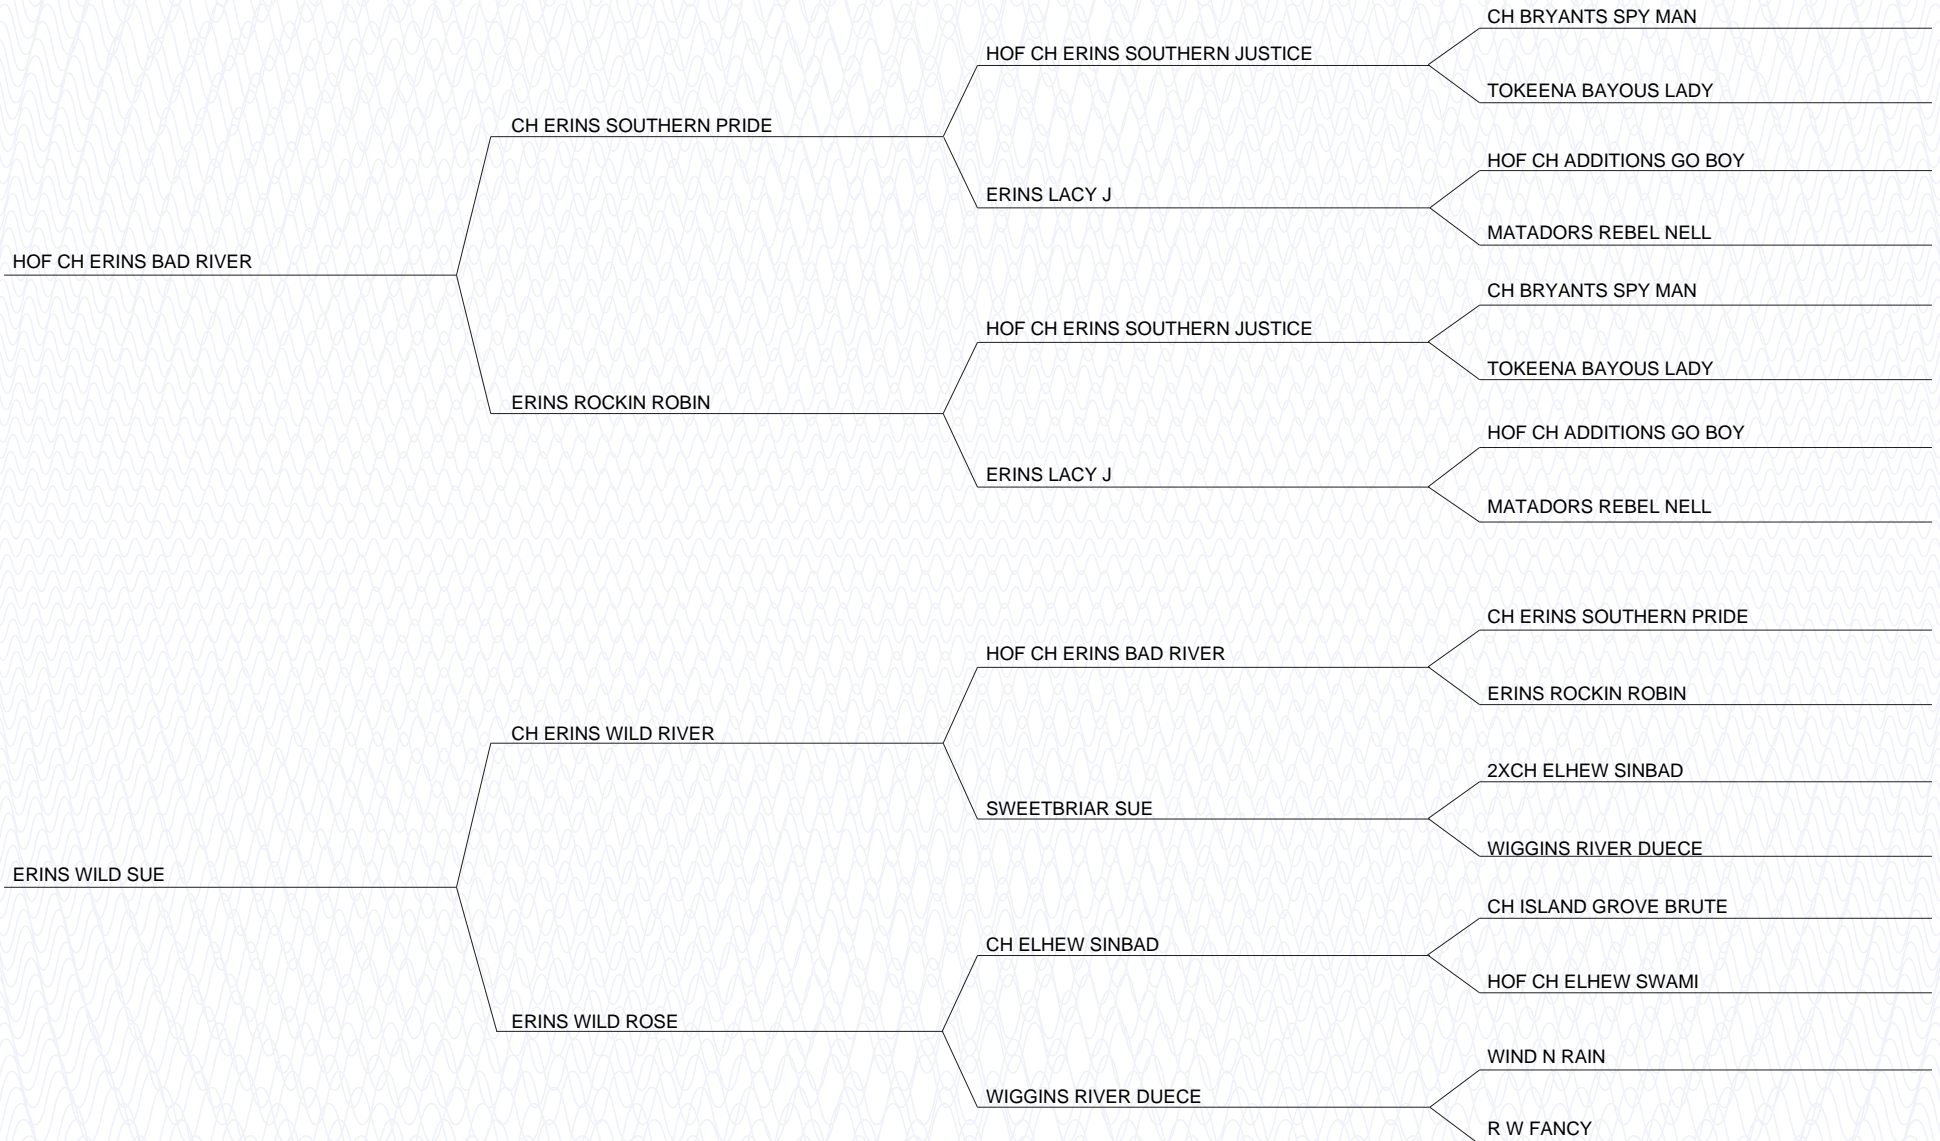 CH BRYANTS SPY MAN
HOF CH ERINS SOUTHERN JUSTICE
TOKEENA BAYOUS LADY
CH ERINS SOUTHERN PRIDE
HOF CH ADDITIONS GO BOY
ERINS LACY J
MATADORS REBEL NELL
HOF CH ERINS BAD RIVER
CH BRYANTS SPY MAN
HOF CH ERINS SOUTHERN JUSTICE
TOKEENA BAYOUS LADY
ERINS ROCKIN ROBIN
HOF CH ADDITIONS GO BOY
ERINS LACY J
MATADORS REBEL NELL
CH ERINS SOUTHERN PRIDE
HOF CH ERINS BAD RIVER
ERINS ROCKIN ROBIN
CH ERINS WILD RIVER
2XCH ELHEW SINBAD
SWEETBRIAR SUE
WIGGINS RIVER DUECE
ERINS WILD SUE
CH ISLAND GROVE BRUTE
CH ELHEW SINBAD
HOF CH ELHEW SWAMI
ERINS WILD ROSE
WIND N RAIN
WIGGINS RIVER DUECE
R W FANCY